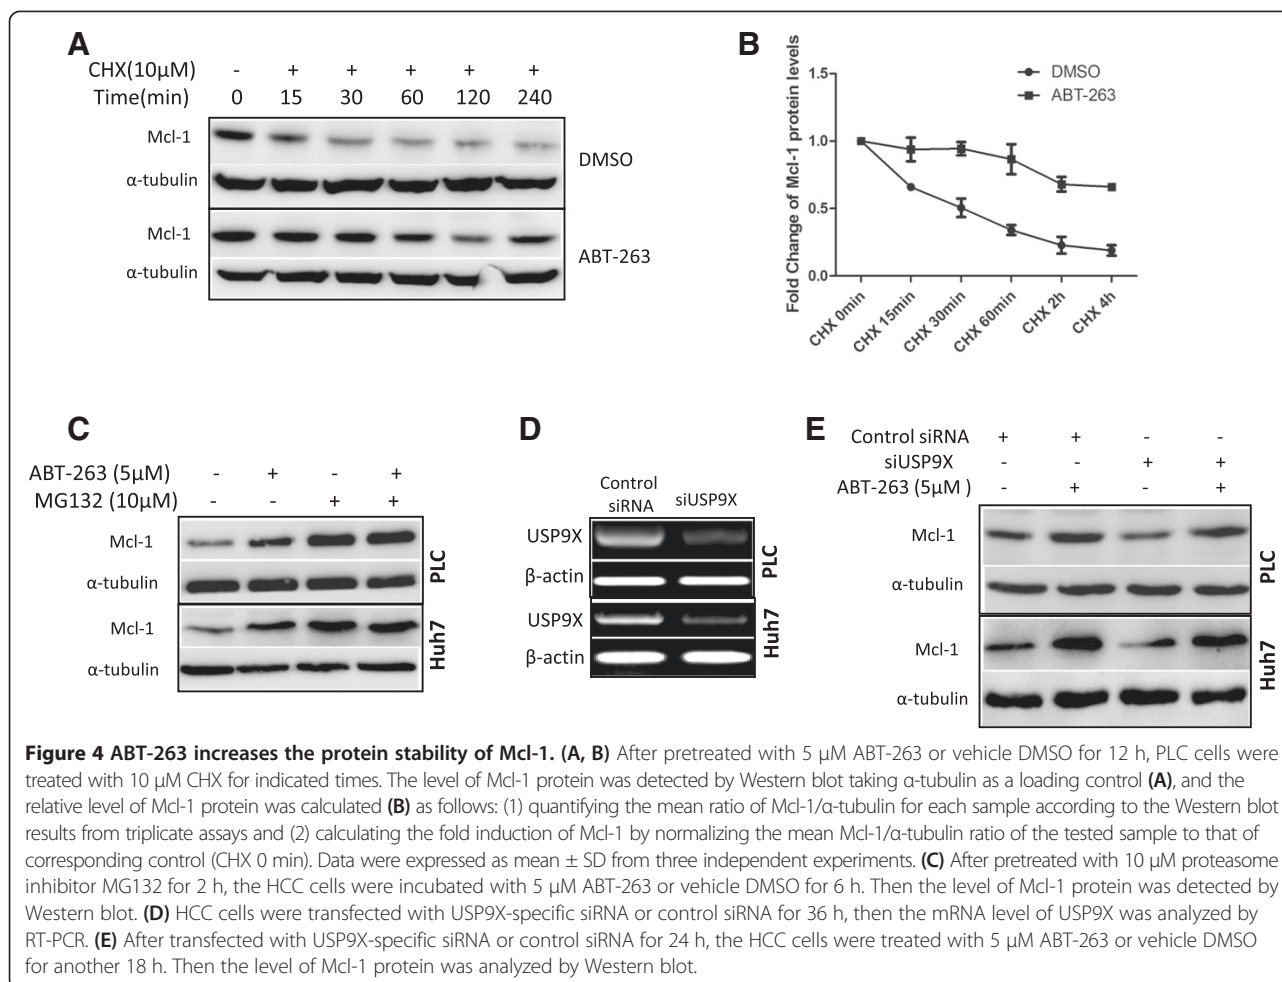 A
CHX(10µM) - + + + + +
Time(min) 0 15 30 60 120 240
Mcl-1
α-tubulin
DMSO
Mcl-1
α-tubulin
ABT-263
B
Fold Change of Mcl-1 protein levels
1.5
1.0
0.5
0.0
DMSO
ABT-263
CHX 0min
CHX 15min
CHX 30min
CHX 60min
CHX 2h
CHX 4h
C
ABT-263 (5µM) - + - +
MG132 (10µM) - - + +
Mcl-1
α-tubulin
PLC
Mcl-1
α-tubulin
Huh7
D
Control
siRNA
siUSP9X
USP9X
β-actin
PLC
USP9X
β-actin
Huh7
E
Control siRNA + + - -
siUSP9X - - + +
ABT-263 (5µM ) - + - +
Mcl-1
α-tubulin
PLC
Mcl-1
α-tubulin
Huh7
Figure 4 ABT-263 increases the protein stability of Mcl-1. (A, B) After pretreated with 5 µM ABT-263 or vehicle DMSO for 12 h, PLC cells were
treated with 10 µM CHX for indicated times. The level of Mcl-1 protein was detected by Western blot taking α-tubulin as a loading control (A), and the
relative level of Mcl-1 protein was calculated (B) as follows: (1) quantifying the mean ratio of Mcl-1/α-tubulin for each sample according to the Western blot
results from triplicate assays and (2) calculating the fold induction of Mcl-1 by normalizing the mean Mcl-1/α-tubulin ratio of the tested sample to that of
corresponding control (CHX 0 min). Data were expressed as mean ± SD from three independent experiments. (C) After pretreated with 10 µM proteasome
inhibitor MG132 for 2 h, the HCC cells were incubated with 5 µM ABT-263 or vehicle DMSO for 6 h. Then the level of Mcl-1 protein was detected by
Western blot. (D) HCC cells were transfected with USP9X-specific siRNA or control siRNA for 36 h, then the mRNA level of USP9X was analyzed by
RT-PCR. (E) After transfected with USP9X-specific siRNA or control siRNA for 24 h, the HCC cells were treated with 5 µM ABT-263 or vehicle DMSO
for another 18 h. Then the level of Mcl-1 protein was analyzed by Western blot.